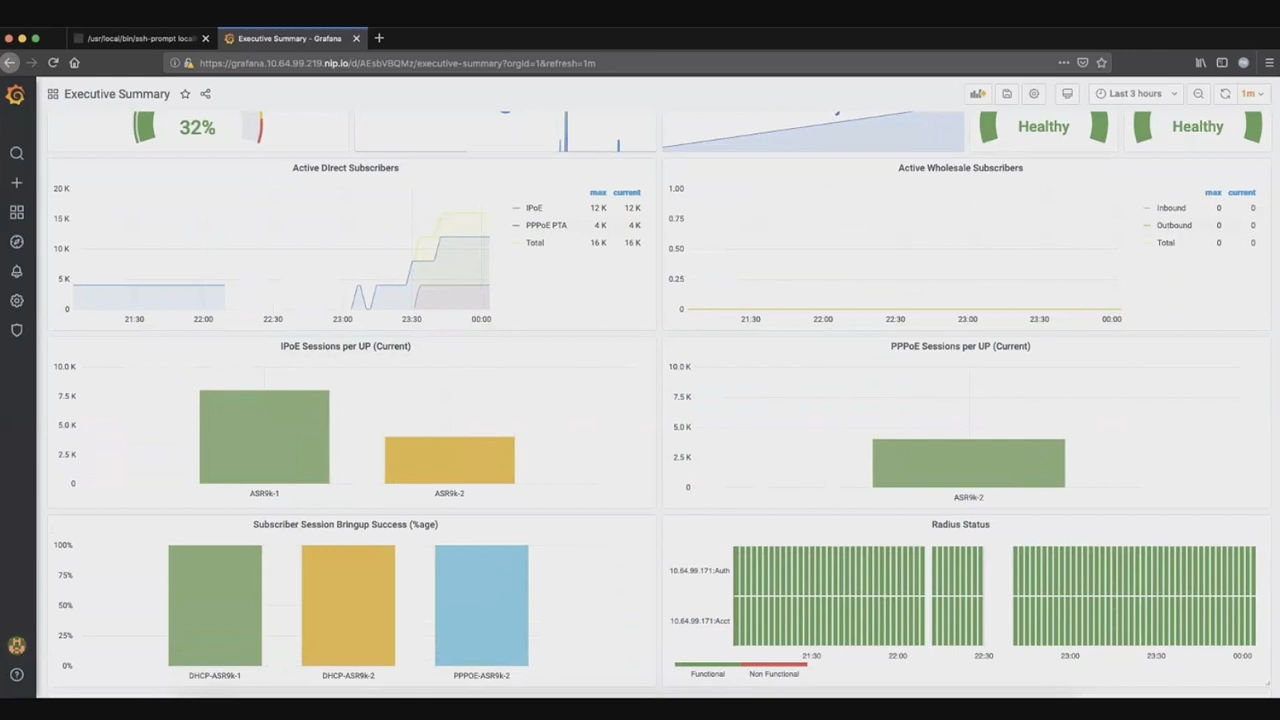 /usr/local/bin/ssh-prompt local
Executive Summary - Grafana
https://grafana.10.64.99.219.nip.io/d/AEsbVBQMz/executive-summary?orgId=1&refresh=1m
Executive Summary
Last 3 hours
1m
32%
Healthy
Healthy
Active Direct Subscribers
20 K
15 K
10 K
5 K
0
21:30 22:00 22:30 23:00 23:30 00:00
max current
IPoE 12 K 12 K
PPPoE PTA 4 K 4 K
Total 16 K 16 K
Active Wholesale Subscribers
1.00
0.75
0.50
0.25
0
21:30 22:00 22:30 23:00 23:30 00:00
max current
Inbound 0 0
Outbound 0 0
Total 0 0
IPoE Sessions per UP (Current)
10.0 K
7.5 K
5.0 K
2.5 K
0
ASR9k-1 ASR9k-2
PPPoE Sessions per UP (Current)
10.0 K
7.5 K
5.0 K
2.5 K
0
ASR9k-2
Subscriber Session Bringup Success (%age)
100%
75%
50%
25%
0%
DHCP-ASR9k-1 DHCP-ASR9k-2 PPPOE-ASR9k-2
Radius Status
10.64.99.171:Auth
10.64.99.171:Acct
21:30 22:00 22:30 23:00 23:30 00:00
Functional Non Functional